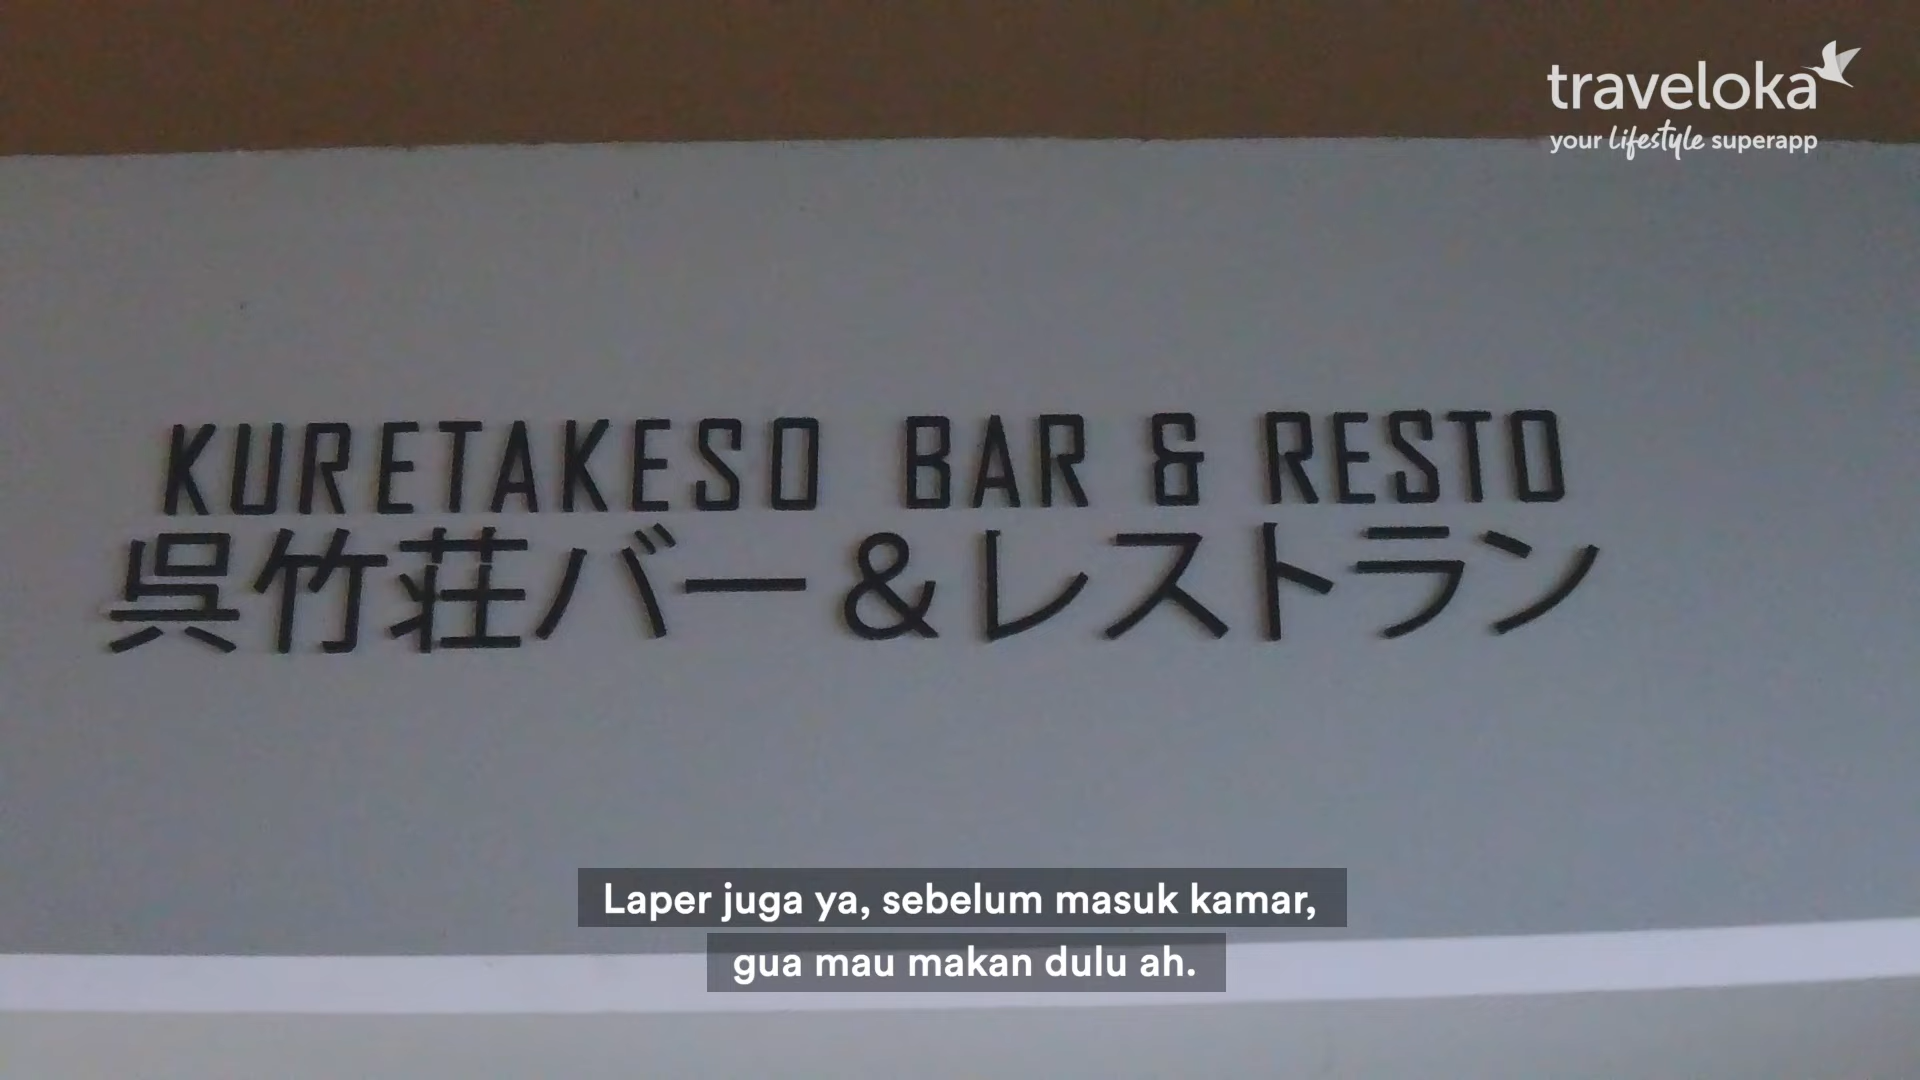 traveloka
your lifestyle superapp
KURETAKESO BAR & RESTO
呉竹荘バー&レストラン
Laper juga ya, sebelum masuk kamar,
gua mau makan dulu ah.